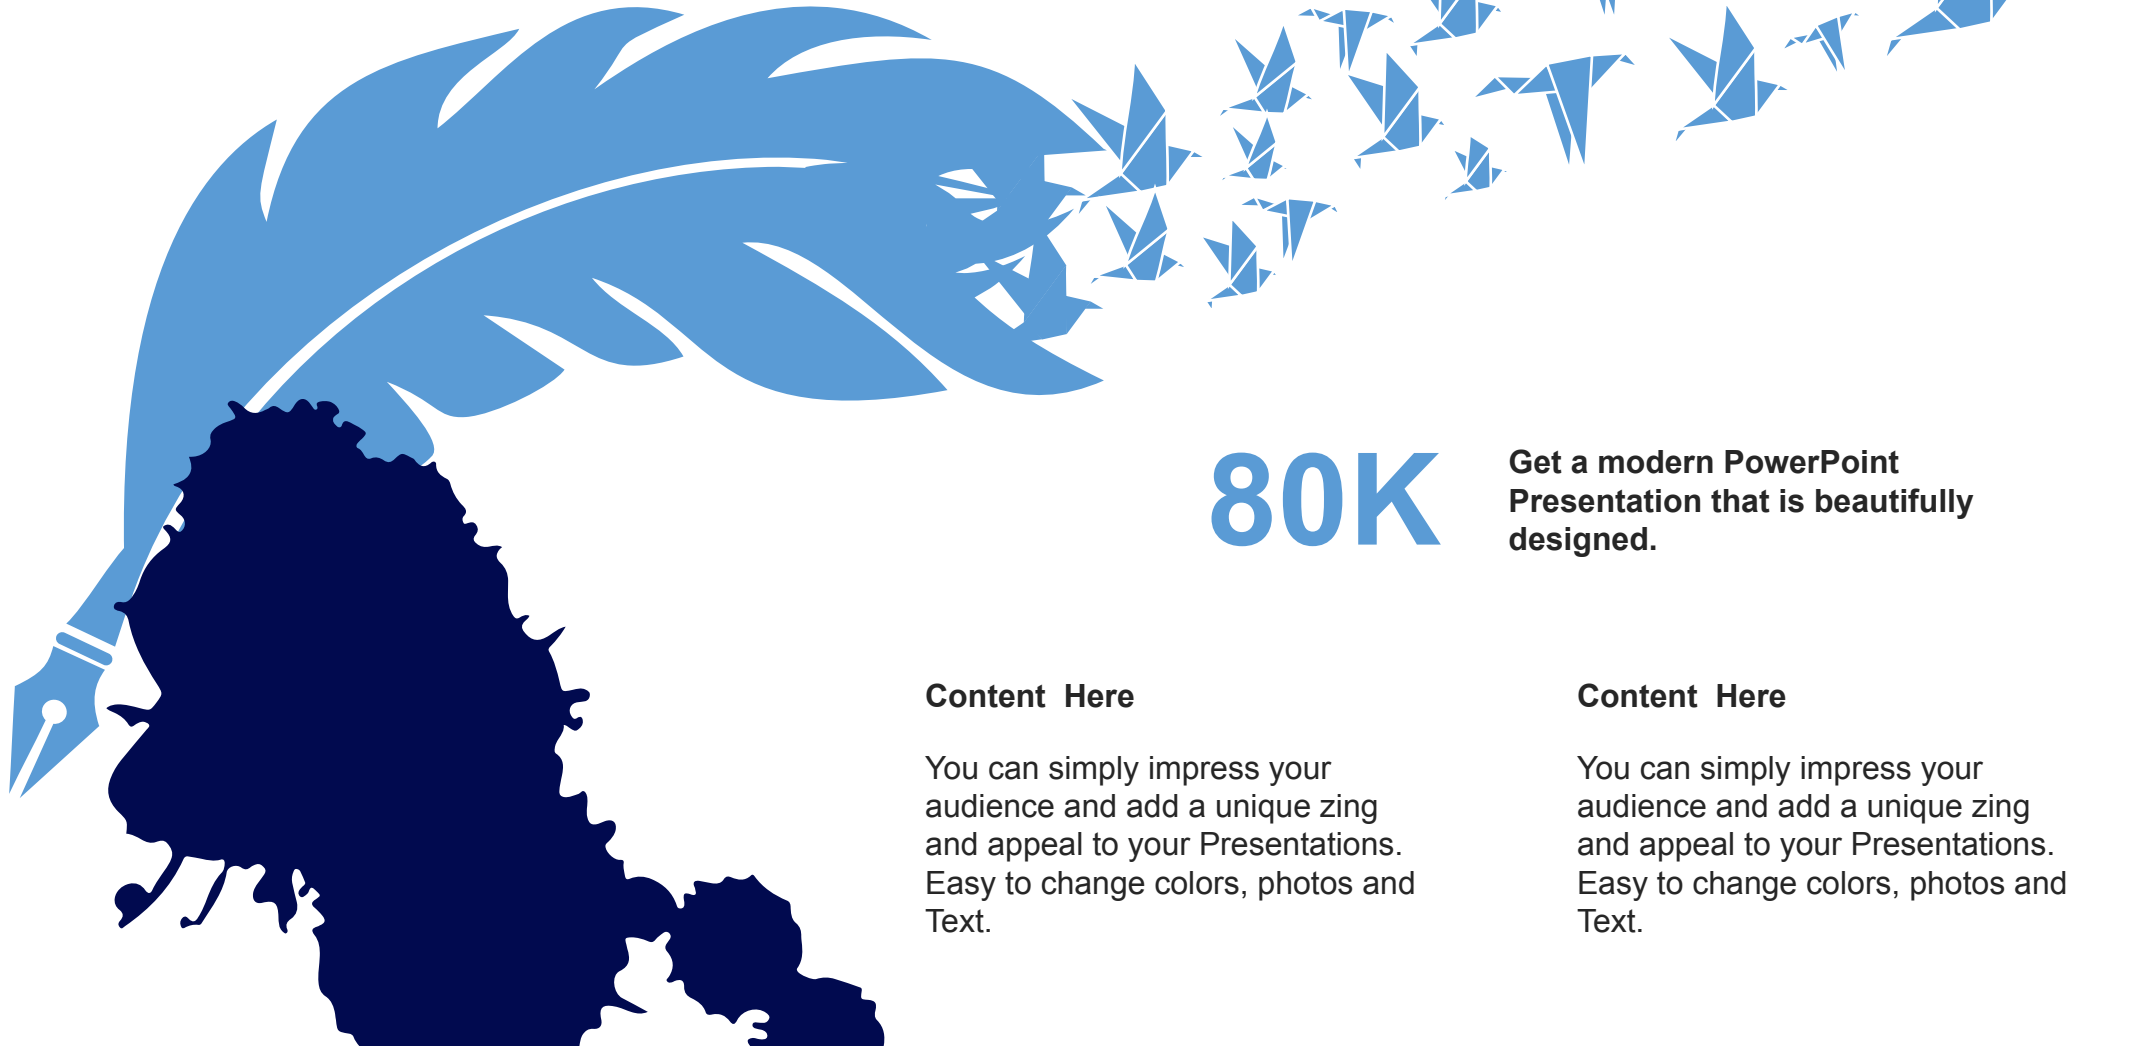 80K
Get a modern PowerPoint
Presentation that is beautifully
designed.
Content  Here
You can simply impress your
audience and add a unique zing
and appeal to your Presentations.
Easy to change colors, photos and
Text.
Content  Here
You can simply impress your
audience and add a unique zing
and appeal to your Presentations.
Easy to change colors, photos and
Text.